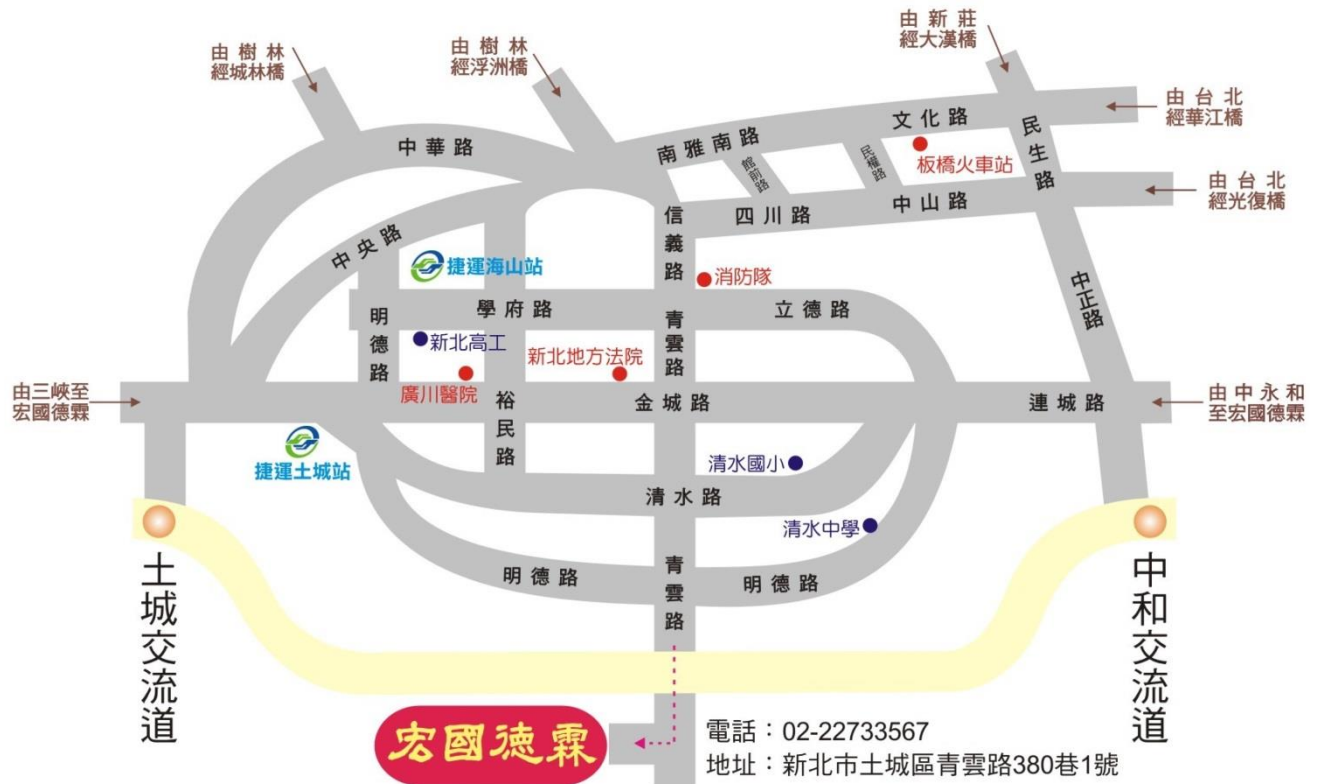 由新莊
經大漢橋
由樹林
經城林橋
由樹林
經浮洲橋
由台北
經華江橋
文化路
民生路
中華路
南雅南路
館前路
民權路
板橋火車站
由台北
經光復橋
信義路
四川路
中山路
中央路
捷運海山站
消防隊
中正路
學府路
立德路
明德路
青雲路
新北高工
新北地方法院
廣川醫院
由三峽至
宏國德霖
裕民路
金城路
連城路
由中永和
至宏國德霖
捷運土城站
清水國小
清水路
清水中學
土城交流道
明德路
青雲路
明德路
中和交流道
宏國德霖
電話：02-22733567
地址：新北市土城區青雲路380巷1號